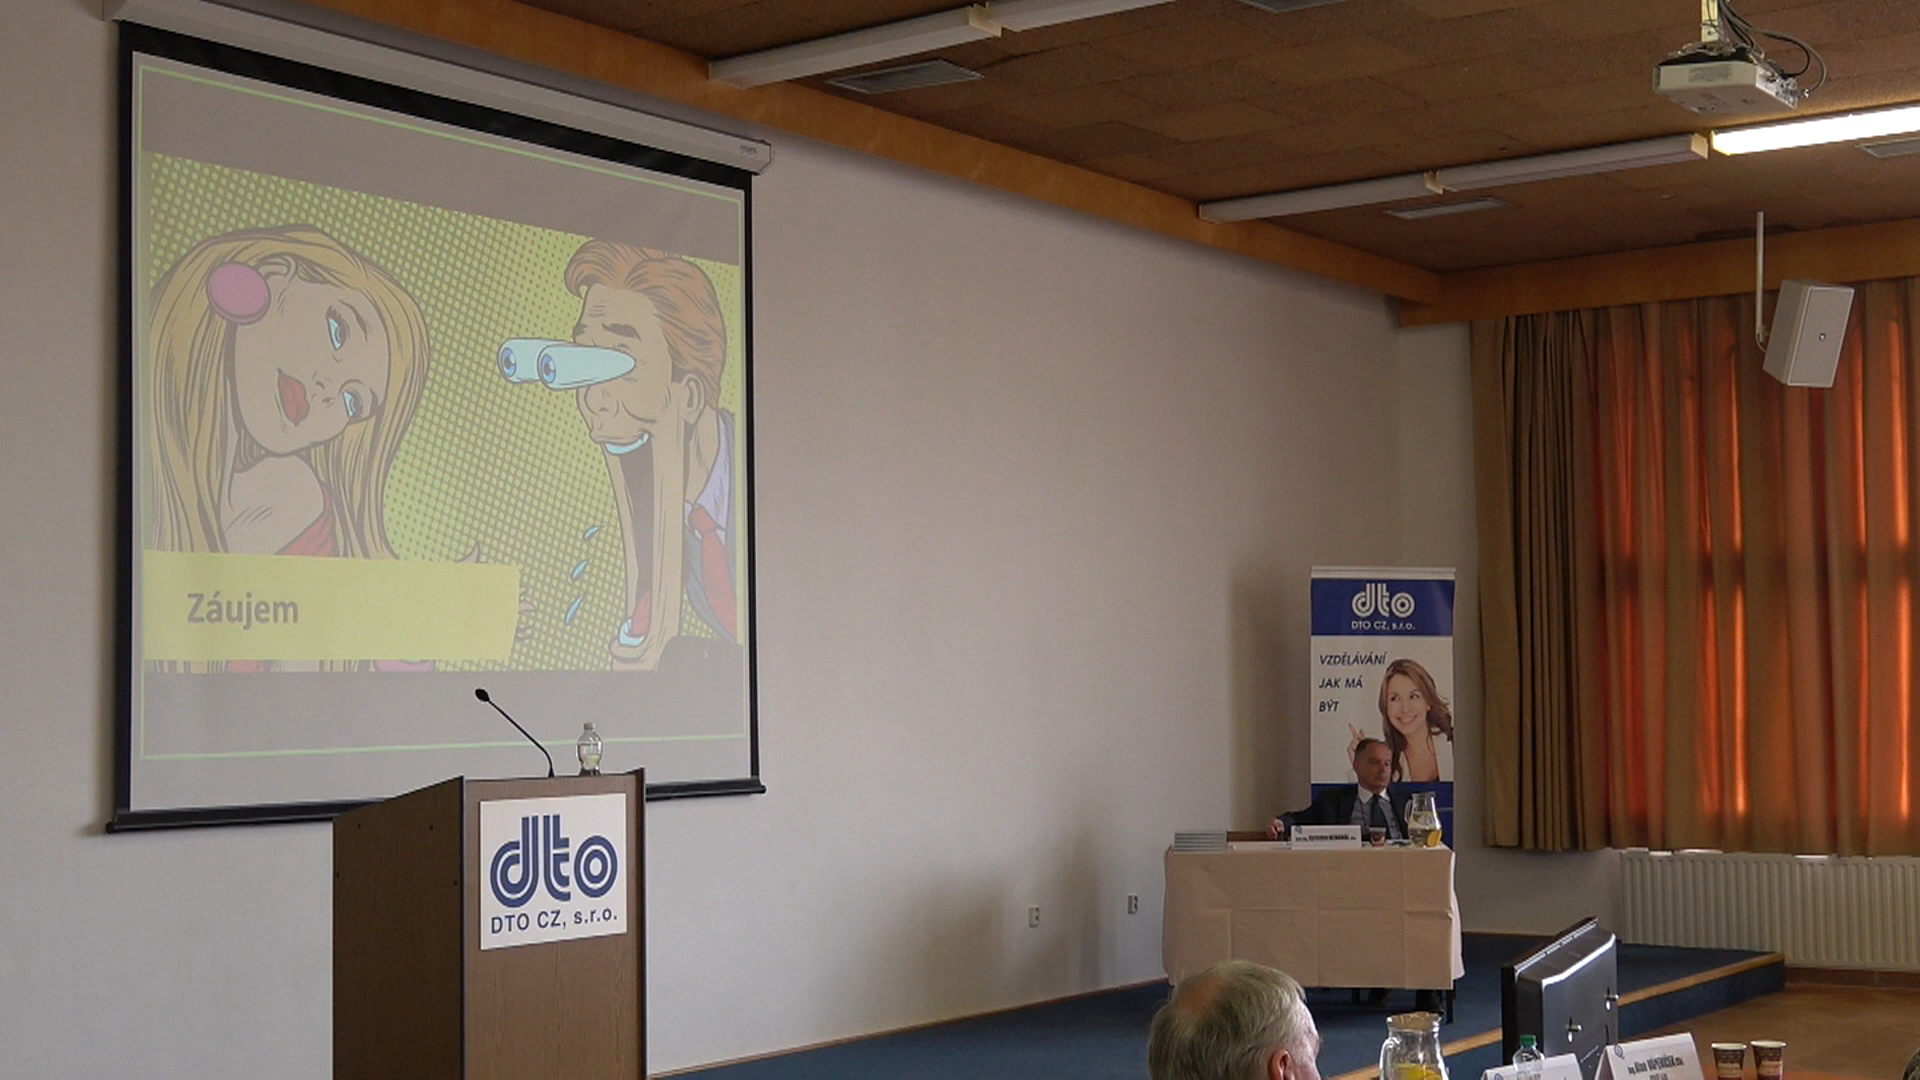 Záujem
dto
DTO CZ, s.r.o.
dto
DTO CZ, s.r.o.
VZDĚLÁVÁNÍ
JAK MÁ
BÝT